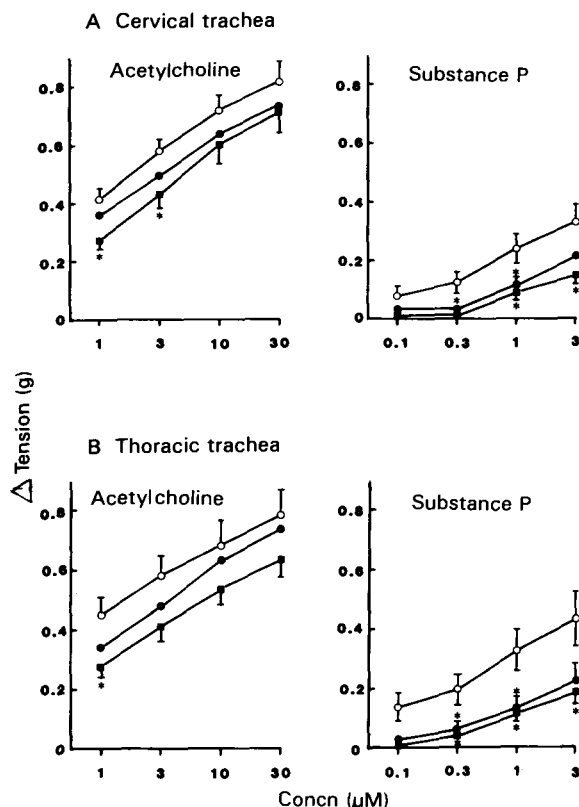 A Cervical trachea
Acetylcholine
Substance P
0.8
0.6
0.4
0.2
0
1 3 10 30
0.8
0.6
0.4
0.2
0
0.1 0.3 1 3
* *
* * * * *
△ Tension (g)
B Thoracic trachea
Acetylcholine
Substance P
0.8
0.6
0.4
0.2
0
1 3 10 30
0.8
0.6
0.4
0.2
0
0.1 0.3 1 3
*
* * * * *
Concn (µM)